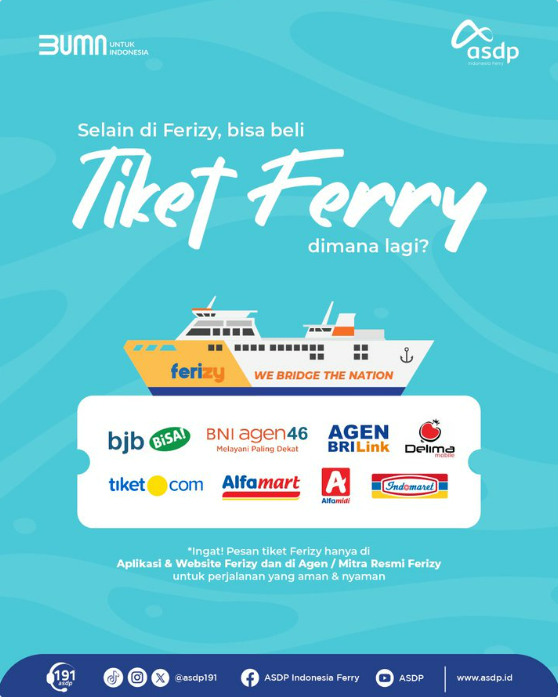 BUMN UNTUK
INDONESIA
asdp
Indonesia Ferry
Selain di Ferizy, bisa beli
Tiket Ferry
dimana lagi?
ferizy
WE BRIDGE THE NATION
bjb BiSA!
BNI agen46
Melayani Paling Dekat
AGEN
BRILink
Delima
mobile
tiket com
Alfamart
A
Alfamidi
Indomaret
*Ingat! Pesan tiket Ferizy hanya di
Aplikasi & Website Ferizy dan di Agen / Mitra Resmi Ferizy
untuk perjalanan yang aman & nyaman
191
asdp
@asdp191
ASDP Indonesia Ferry
ASDP
www.asdp.id